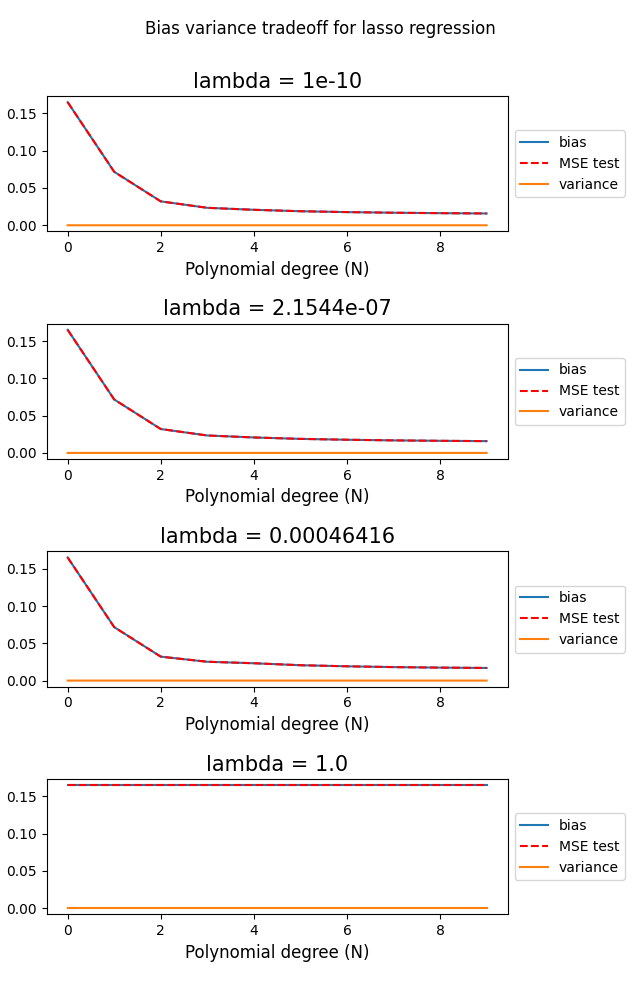 Bias variance tradeoff for lasso regression
lambda = 1e-10
0.15
0.10
0.05
0.00
0 2 4 6 8
Polynomial degree (N)
bias
MSE test
variance
lambda = 2.1544e-07
0.15
0.10
0.05
0.00
0 2 4 6 8
Polynomial degree (N)
bias
MSE test
variance
lambda = 0.00046416
0.15
0.10
0.05
0.00
0 2 4 6 8
Polynomial degree (N)
bias
MSE test
variance
lambda = 1.0
0.15
0.10
0.05
0.00
0 2 4 6 8
Polynomial degree (N)
bias
MSE test
variance